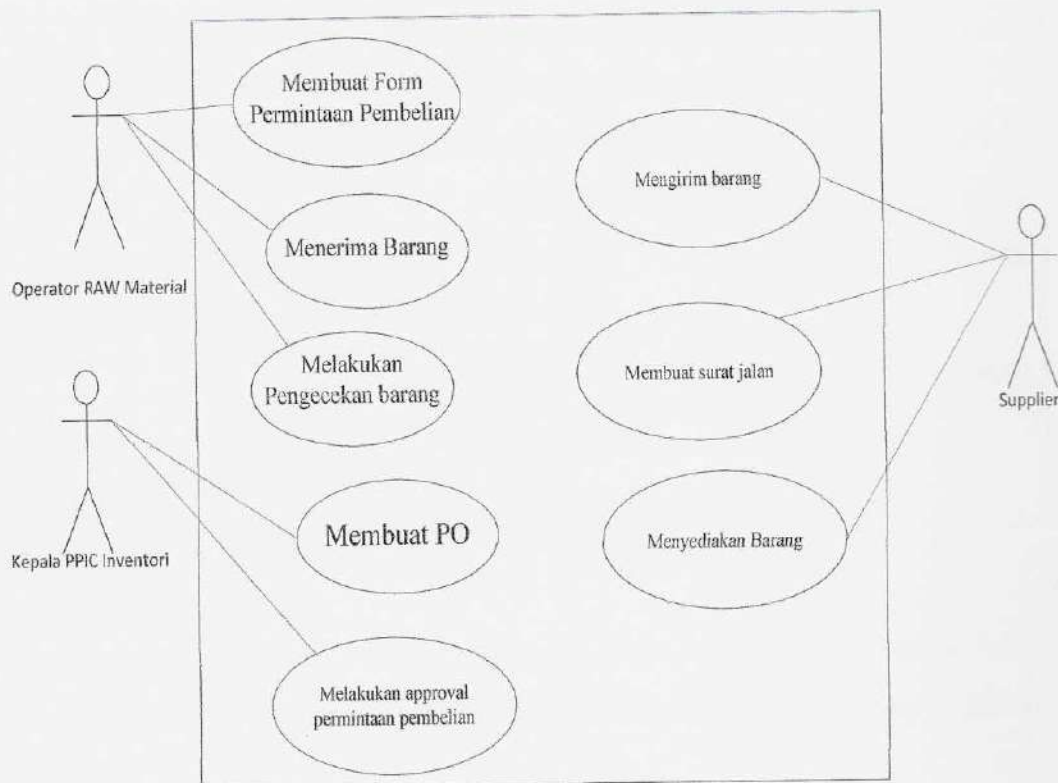 Membuat Form
Permintaan Pembelian
Menerima Barang
Operator RAW Material
Melakukan
Pengecekan barang
Membuat PO
Kepala PPIC Inventori
Melakukan approval
permintaan pembelian
Mengirim barang
Membuat surat jalan
Supplier
Menyediakan Barang